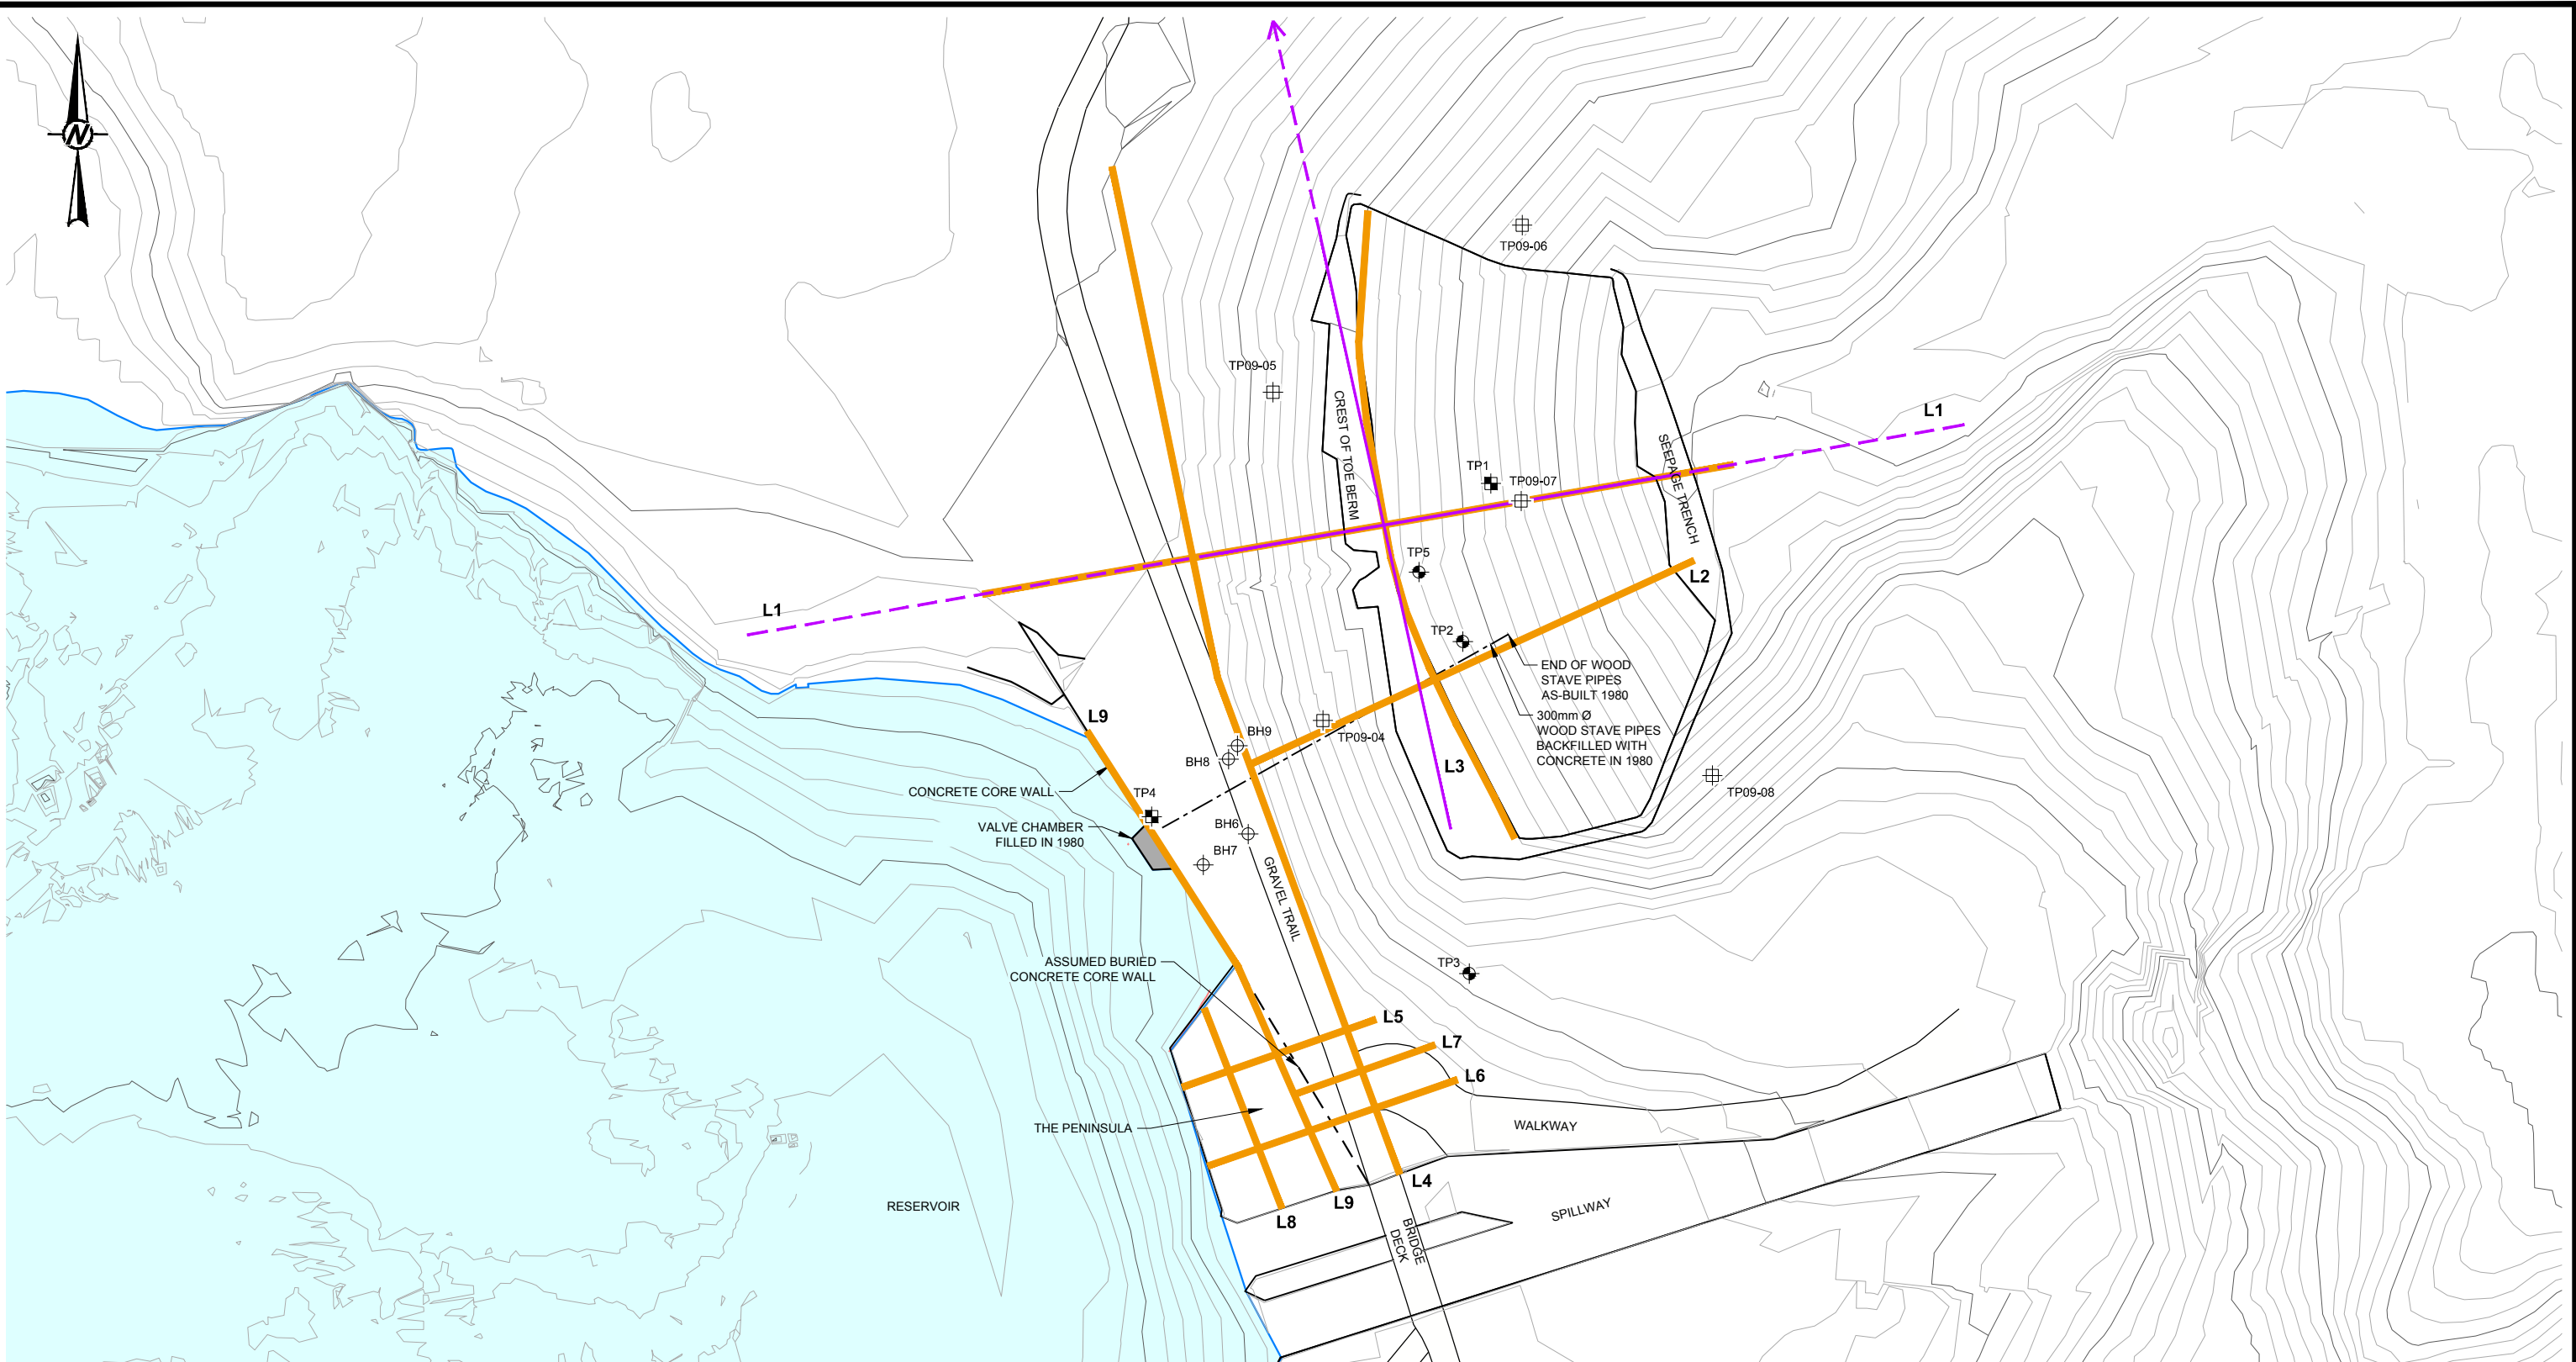 N
TP09-06
TP09-05
CREST OF TOE BERM
L1
SEEPAGE TRENCH
TP1
TP09-07
TP5
L2
L1
TP2
END OF WOOD
STAVE PIPES
AS-BUILT 1980
300mm Ø
WOOD STAVE PIPES
BACKFILLED WITH
CONCRETE IN 1980
L9
BH9
TP09-04
BH8
L3
CONCRETE CORE WALL
TP4
TP09-08
VALVE CHAMBER
FILLED IN 1980
BH6
BH7
GRAVEL TRAIL
ASSUMED BURIED
CONCRETE CORE WALL
TP3
L5
L7
L6
THE PENINSULA
WALKWAY
L4
RESERVOIR
L9
L8
SPILLWAY
BRIDGE
DECK